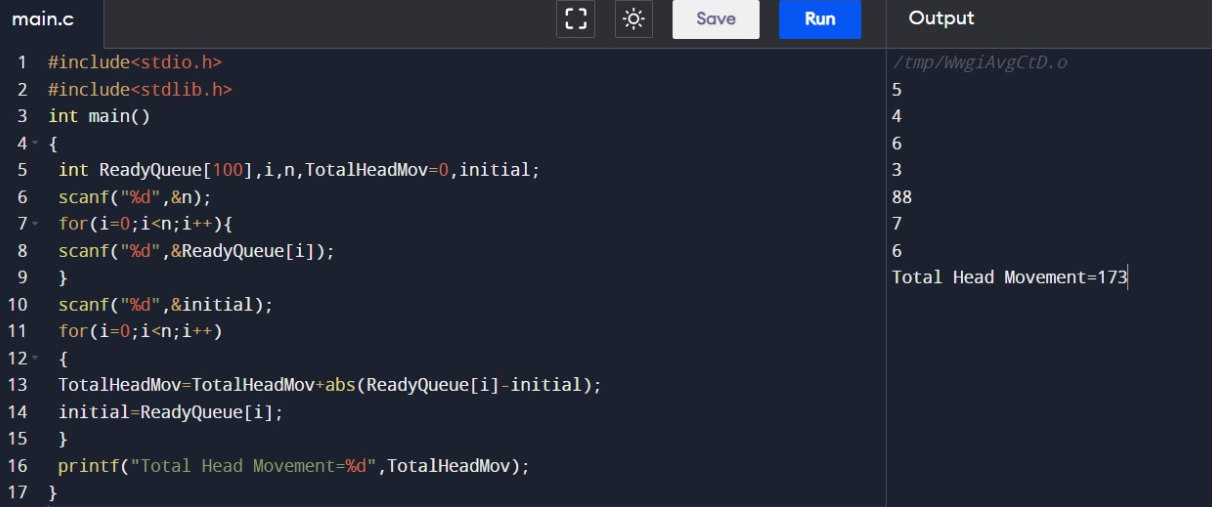 main.c
Save
Run
Output
1 #include<stdio.h>
2 #include<stdlib.h>
3 int main()
4 {
5 int ReadyQueue[100],i,n,TotalHeadMov=0,initial;
6 scanf("%d",&n);
7 for(i=0;i<n;i++){
8 scanf("%d",&ReadyQueue[i]);
9 }
10 scanf("%d",&initial);
11 for(i=0;i<n;i++)
12 {
13 TotalHeadMov=TotalHeadMov+abs(ReadyQueue[i]-initial);
14 initial=ReadyQueue[i];
15 }
16 printf("Total Head Movement=%d",TotalHeadMov);
17 }
/tmp/WwgiAvgCtD.o
5
4
6
3
88
7
6
Total Head Movement=173